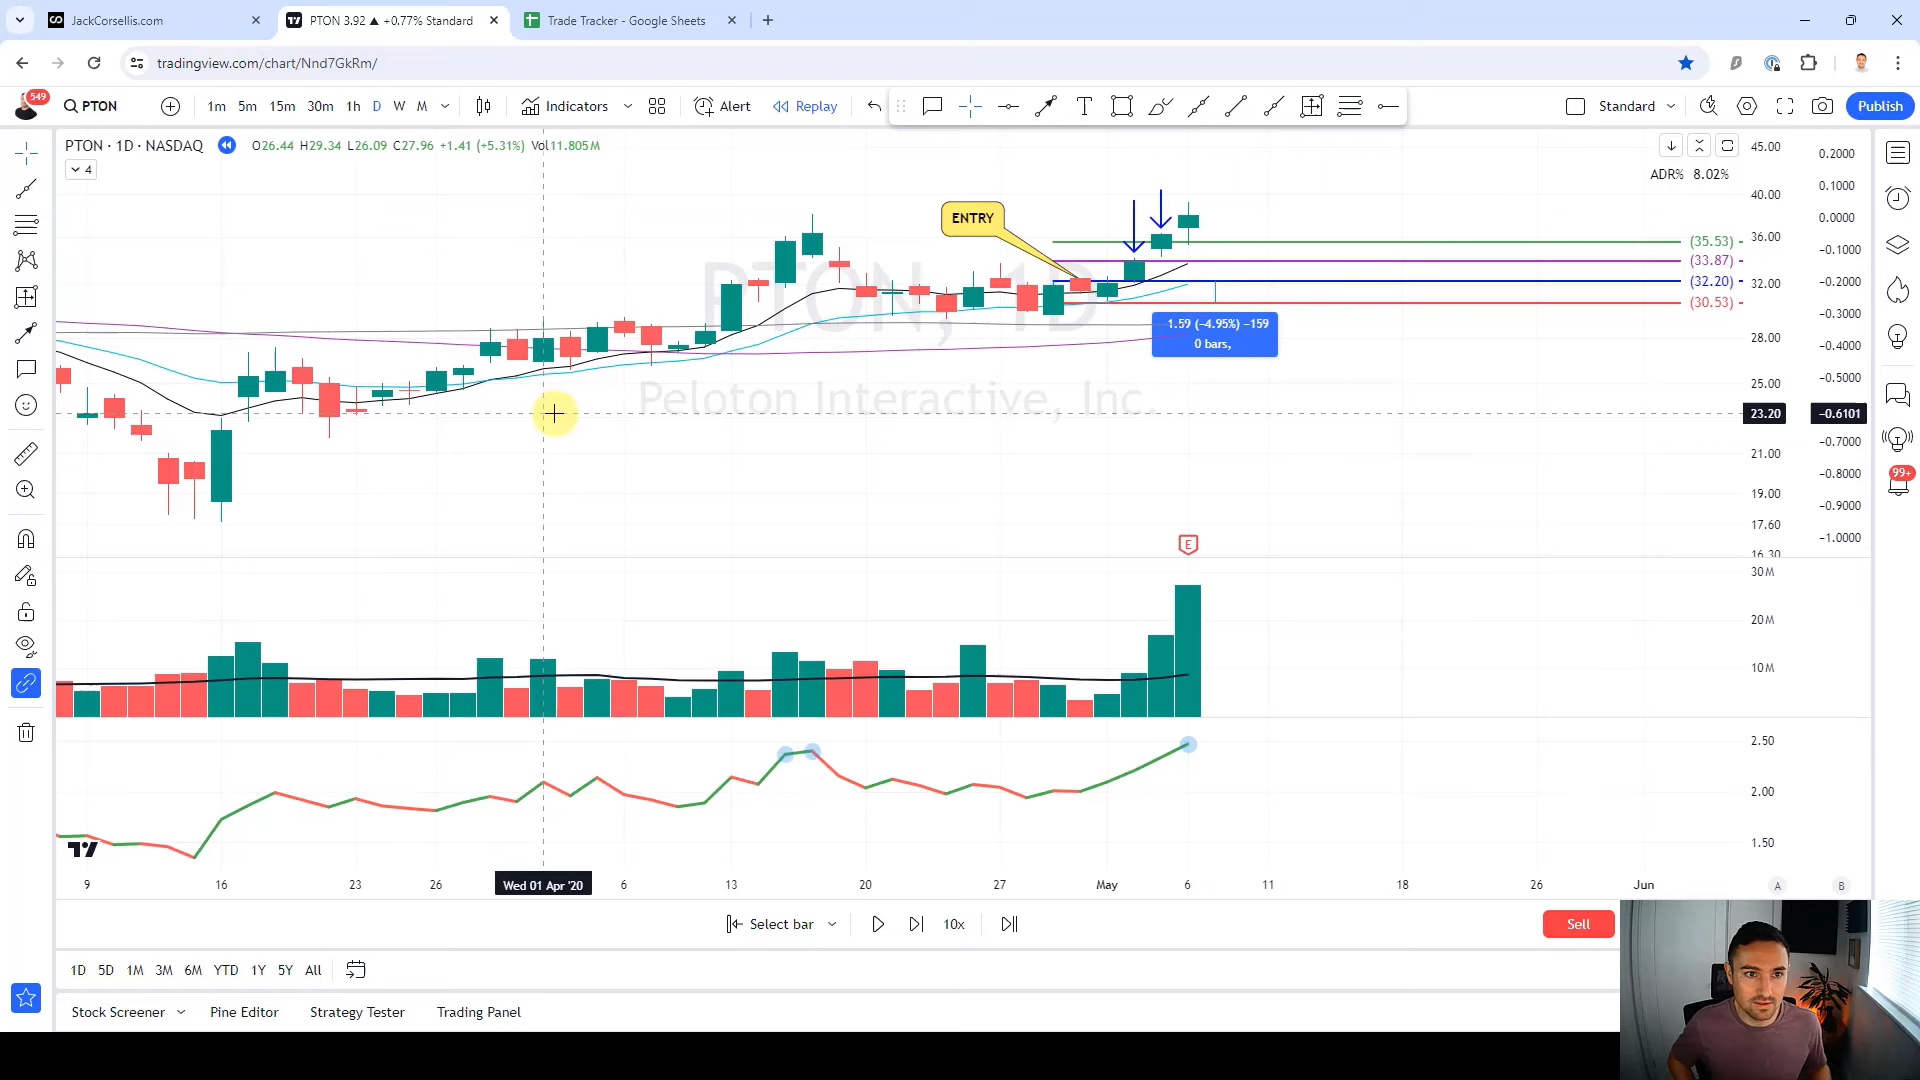 JackCorsellis.com
PTON 3.92 ▲ +0.77% Standard
Trade Tracker - Google Sheets
tradingview.com/chart/Nnd7GkRm/
549
PTON
1m 5m 15m 30m 1h D W M
Indicators
Alert
Replay
Standard
Publish
PTON · 1D · NASDAQ
O26.44 H29.34 L26.09 C27.96 +1.41 (+5.31%) Vol11.805M
4
ADR% 8.02%
PTON, 1D
Peloton Interactive, Inc.
ENTRY
(35.53)
(33.87)
(32.20)
(30.53)
1.59 (−4.95%) −159
0 bars,
45.00
40.00
36.00
32.00
28.00
25.00
23.20
21.00
19.00
17.60
16.30
0.2000
0.1000
0.0000
−0.1000
−0.2000
−0.3000
−0.4000
−0.5000
−0.6101
−0.7000
−0.8000
−0.9000
−1.0000
99+
E
30M
20M
10M
2.50
2.00
1.50
9 16 23 26 Wed 01 Apr '20 6 13 20 27 May 6 11 18 26 Jun
A B
Select bar
10x
Sell
1D 5D 1M 3M 6M YTD 1Y 5Y All
Stock Screener
Pine Editor
Strategy Tester
Trading Panel